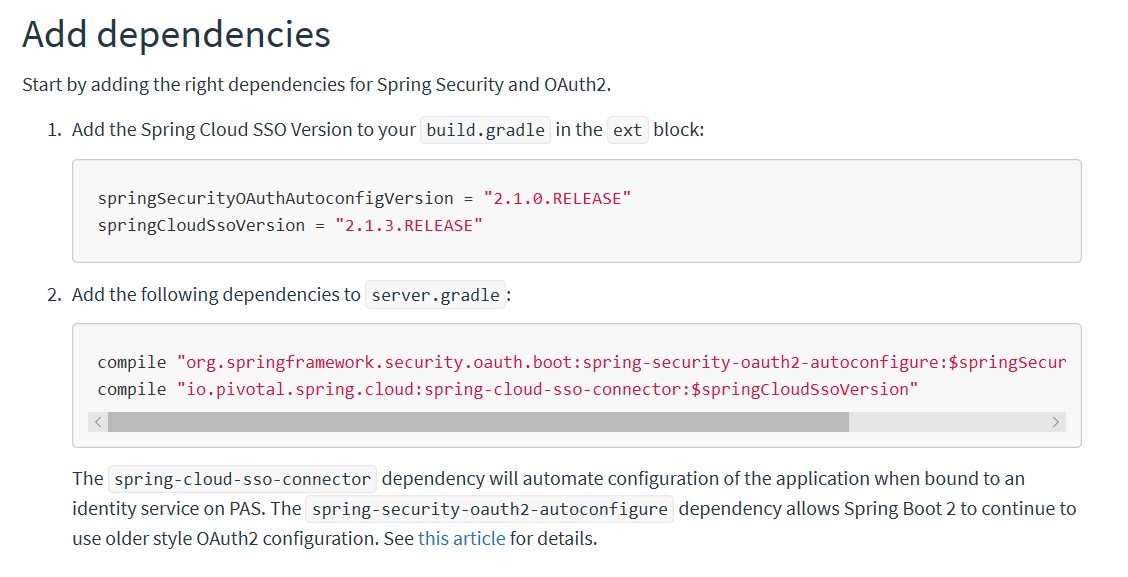 Add dependencies
Start by adding the right dependencies for Spring Security and OAuth2.
1. Add the Spring Cloud SSO Version to your build.gradle in the ext block:
springSecurityOAuthAutoconfigVersion = "2.1.0.RELEASE"
springCloudSsoVersion = "2.1.3.RELEASE"
2. Add the following dependencies to server.gradle:
compile "org.springframework.security.oauth.boot:spring-security-oauth2-autoconfigure:$springSecur
compile "io.pivotal.spring.cloud:spring-cloud-sso-connector:$springCloudSsoVersion"
The spring-cloud-sso-connector dependency will automate configuration of the application when bound to an
identity service on PAS. The spring-security-oauth2-autoconfigure dependency allows Spring Boot 2 to continue to
use older style OAuth2 configuration. See this article for details.